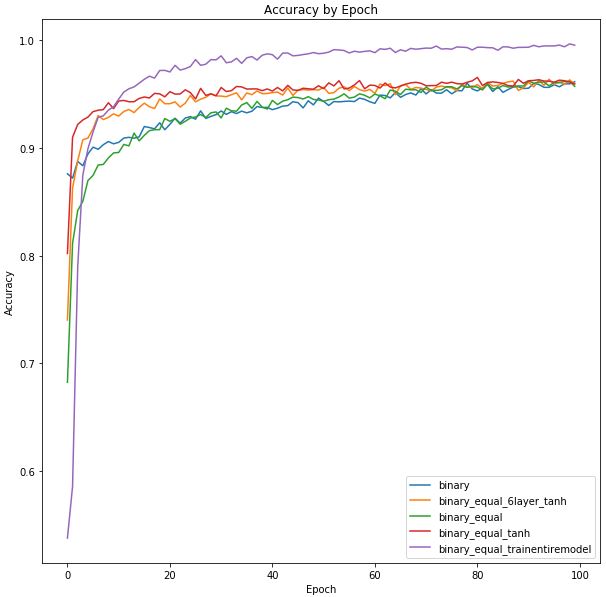 Accuracy by Epoch
1.0
0.9
0.8
0.7
0.6
Accuracy
0
20
40
60
80
100
Epoch
binary
binary_equal_6layer_tanh
binary_equal
binary_equal_tanh
binary_equal_trainentiremodel